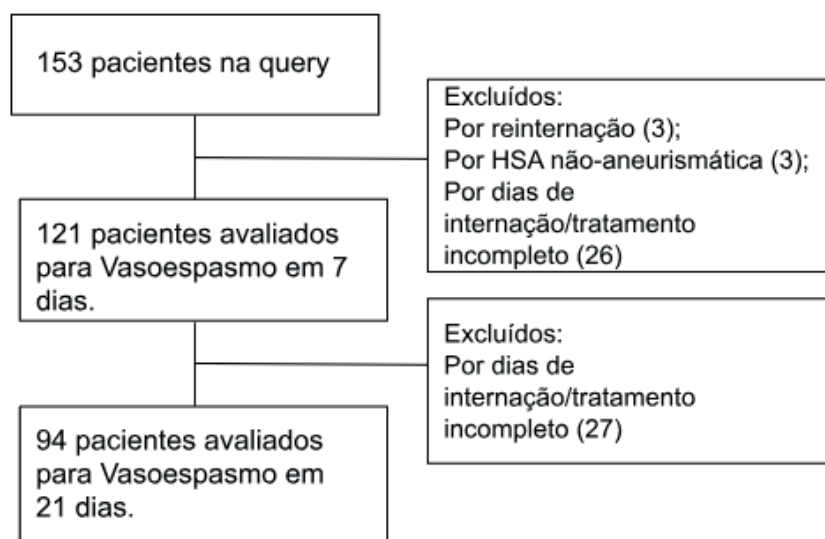 153 pacientes na query
Excluídos:
Por reinternação (3);
Por HSA não-aneurismática (3);
Por dias de
internação/tratamento
incompleto (26)
121 pacientes avaliados
para Vasoespasmo em 7
dias.
Excluídos:
Por dias de
internação/tratamento
incompleto (27)
94 pacientes avaliados
para Vasoespasmo em
21 dias.